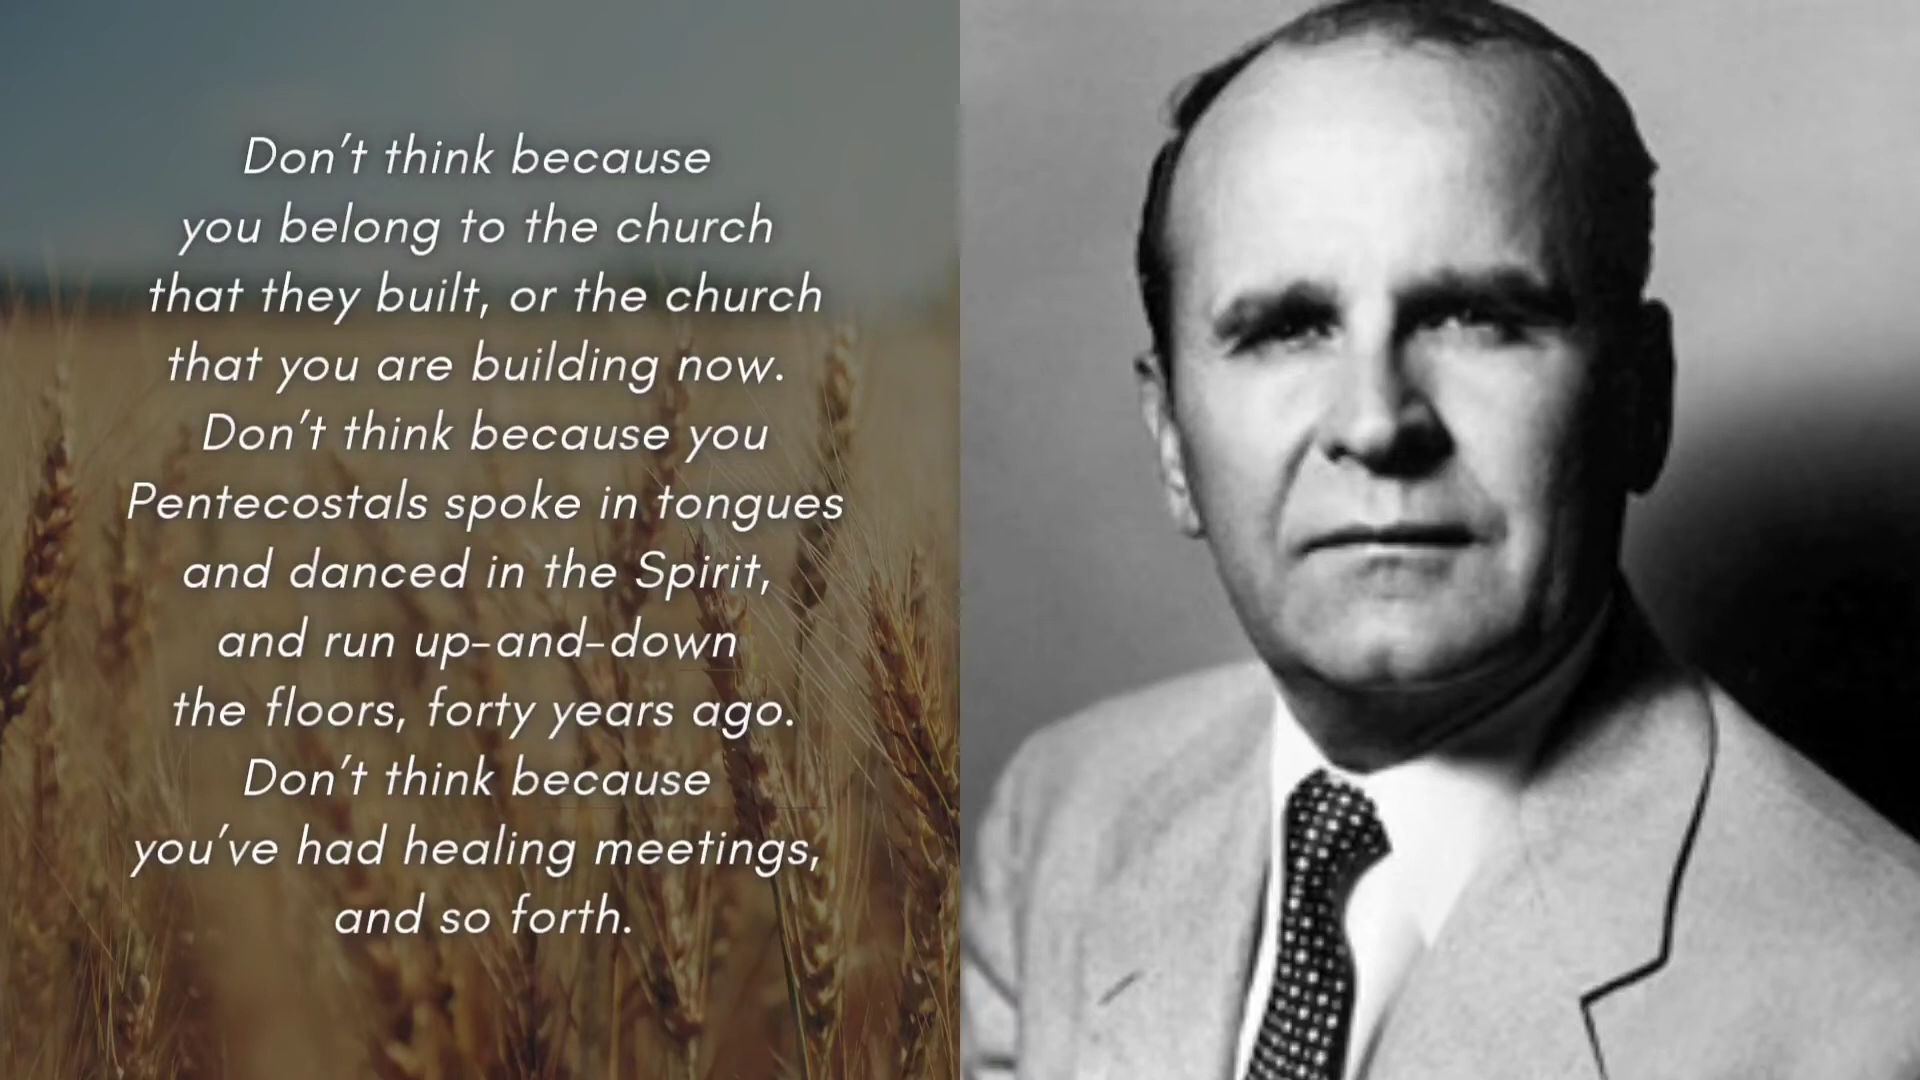 Don't think because
you belong to the church
that they built, or the church
that you are building now.
Don't think because you
Pentecostals spoke in tongues
and danced in the Spirit,
and run up-and-down
the floors, forty years ago.
Don't think because
you've had healing meetings,
and so forth.